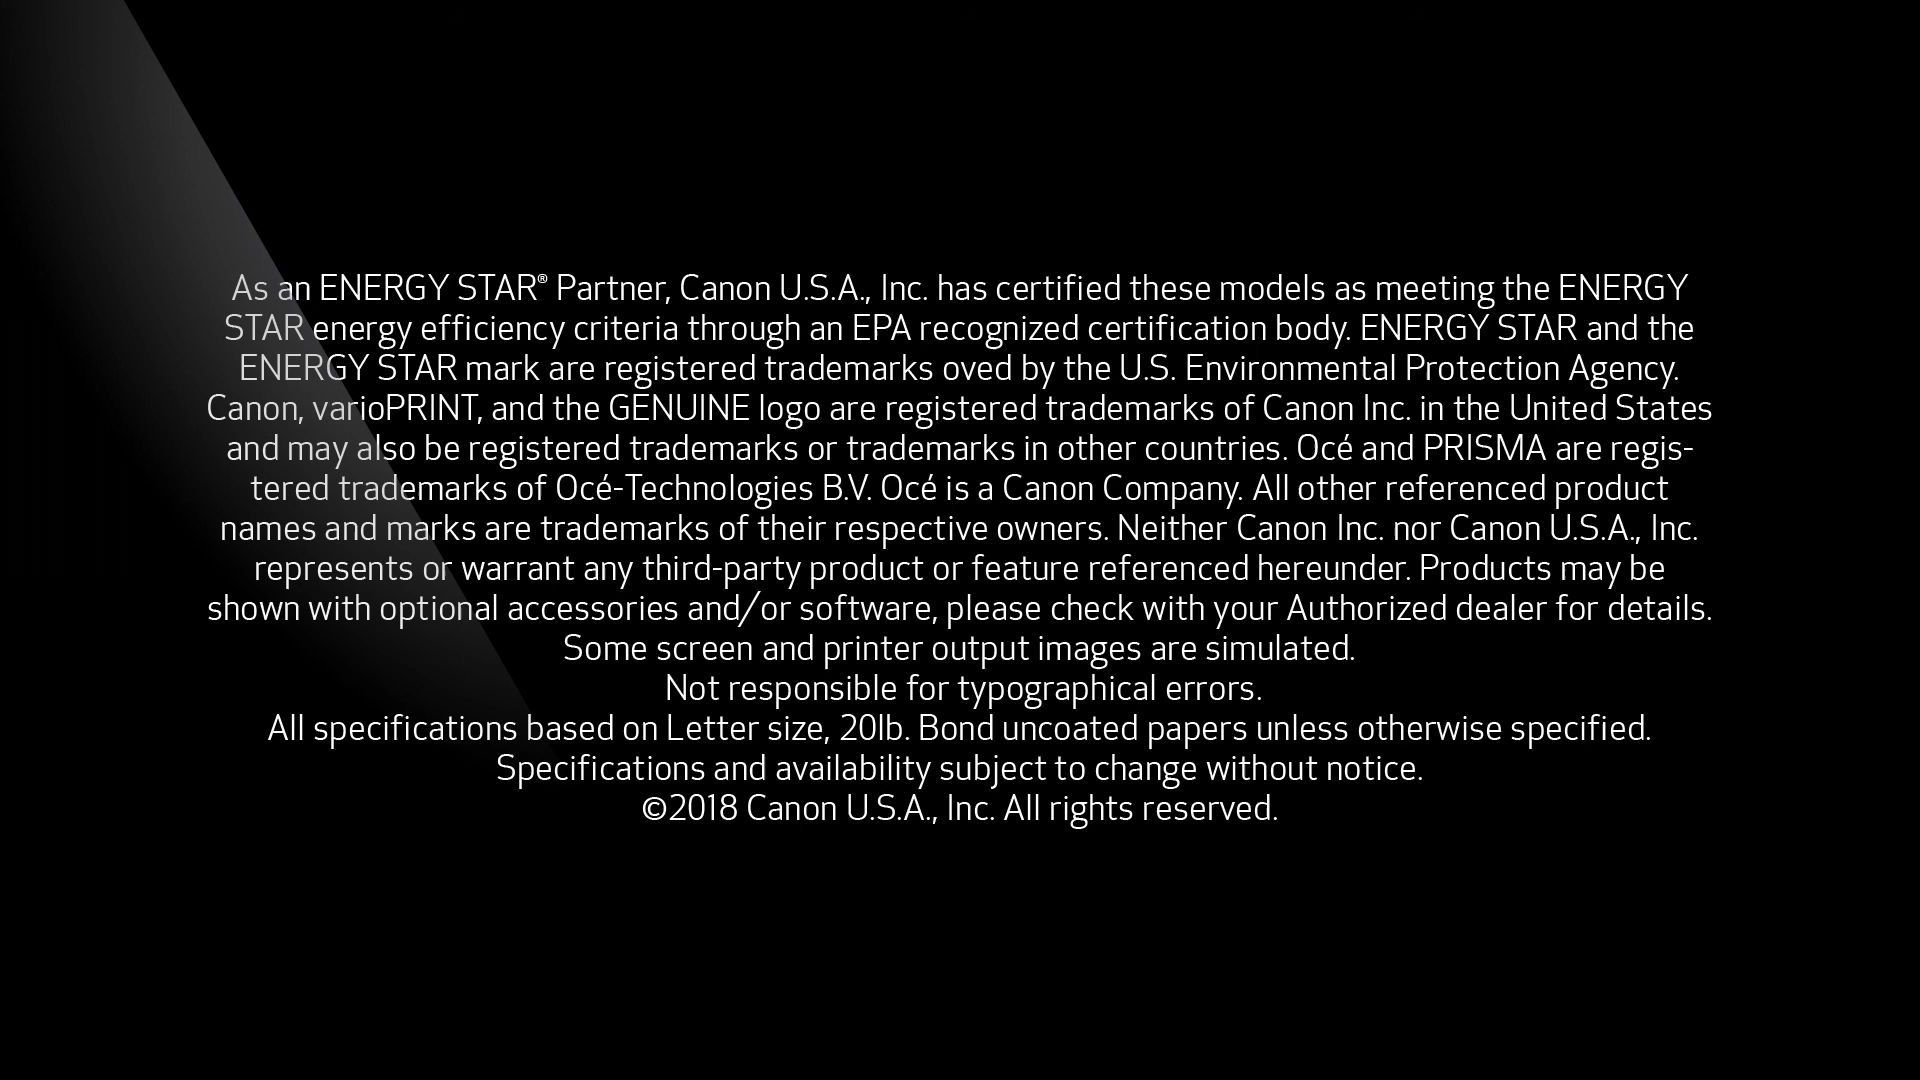 As an ENERGY STAR® Partner, Canon U.S.A., Inc. has certified these models as meeting the ENERGY
STAR energy efficiency criteria through an EPA recognized certification body. ENERGY STAR and the
ENERGY STAR mark are registered trademarks oved by the U.S. Environmental Protection Agency.
Canon, varioPRINT, and the GENUINE logo are registered trademarks of Canon Inc. in the United States
and may also be registered trademarks or trademarks in other countries. Océ and PRISMA are regis-
tered trademarks of Océ-Technologies B.V. Océ is a Canon Company. All other referenced product
names and marks are trademarks of their respective owners. Neither Canon Inc. nor Canon U.S.A., Inc.
represents or warrant any third-party product or feature referenced hereunder. Products may be
shown with optional accessories and/or software, please check with your Authorized dealer for details.
Some screen and printer output images are simulated.
Not responsible for typographical errors.
All specifications based on Letter size, 20lb. Bond uncoated papers unless otherwise specified.
Specifications and availability subject to change without notice.
©2018 Canon U.S.A., Inc. All rights reserved.